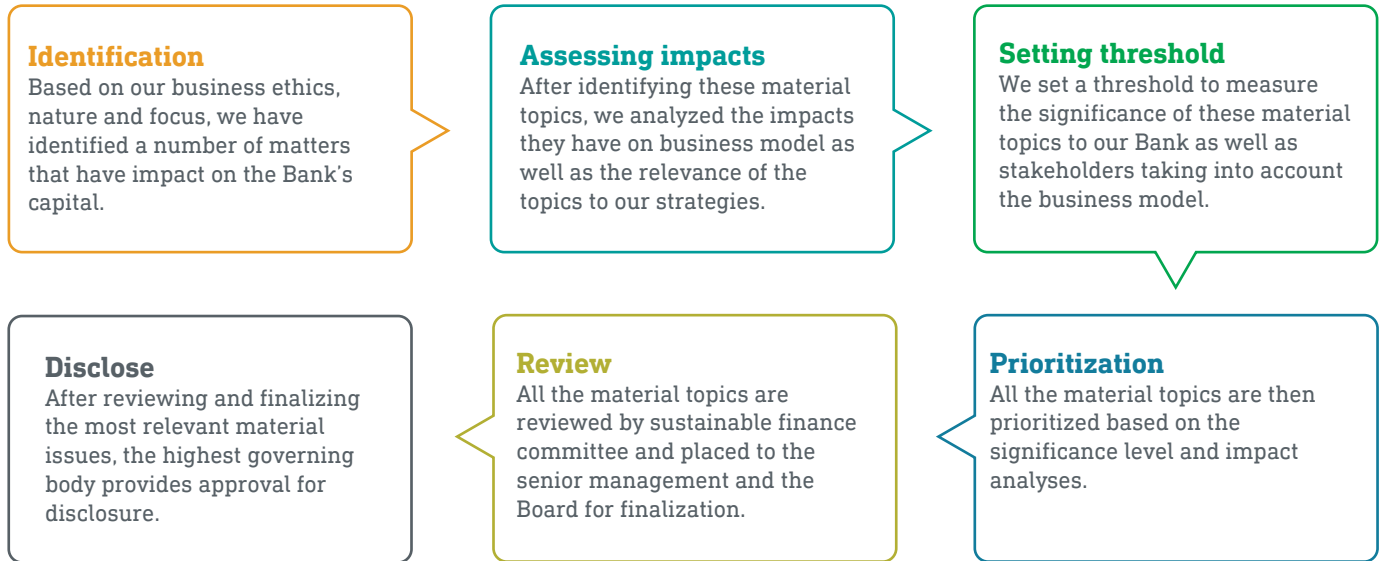 Identification
Based on our business ethics,
nature and focus, we have
identified a number of matters
that have impact on the Bank's
capital.
Assessing impacts
After identifying these material
topics, we analyzed the impacts
they have on business model as
well as the relevance of the
topics to our strategies.
Setting threshold
We set a threshold to measure
the significance of these material
topics to our Bank as well as
stakeholders taking into account
the business model.
Prioritization
All the material topics are then
prioritized based on the
significance level and impact
analyses.
Review
All the material topics are
reviewed by sustainable finance
committee and placed to the
senior management and the
Board for finalization.
Disclose
After reviewing and finalizing
the most relevant material
issues, the highest governing
body provides approval for
disclosure.